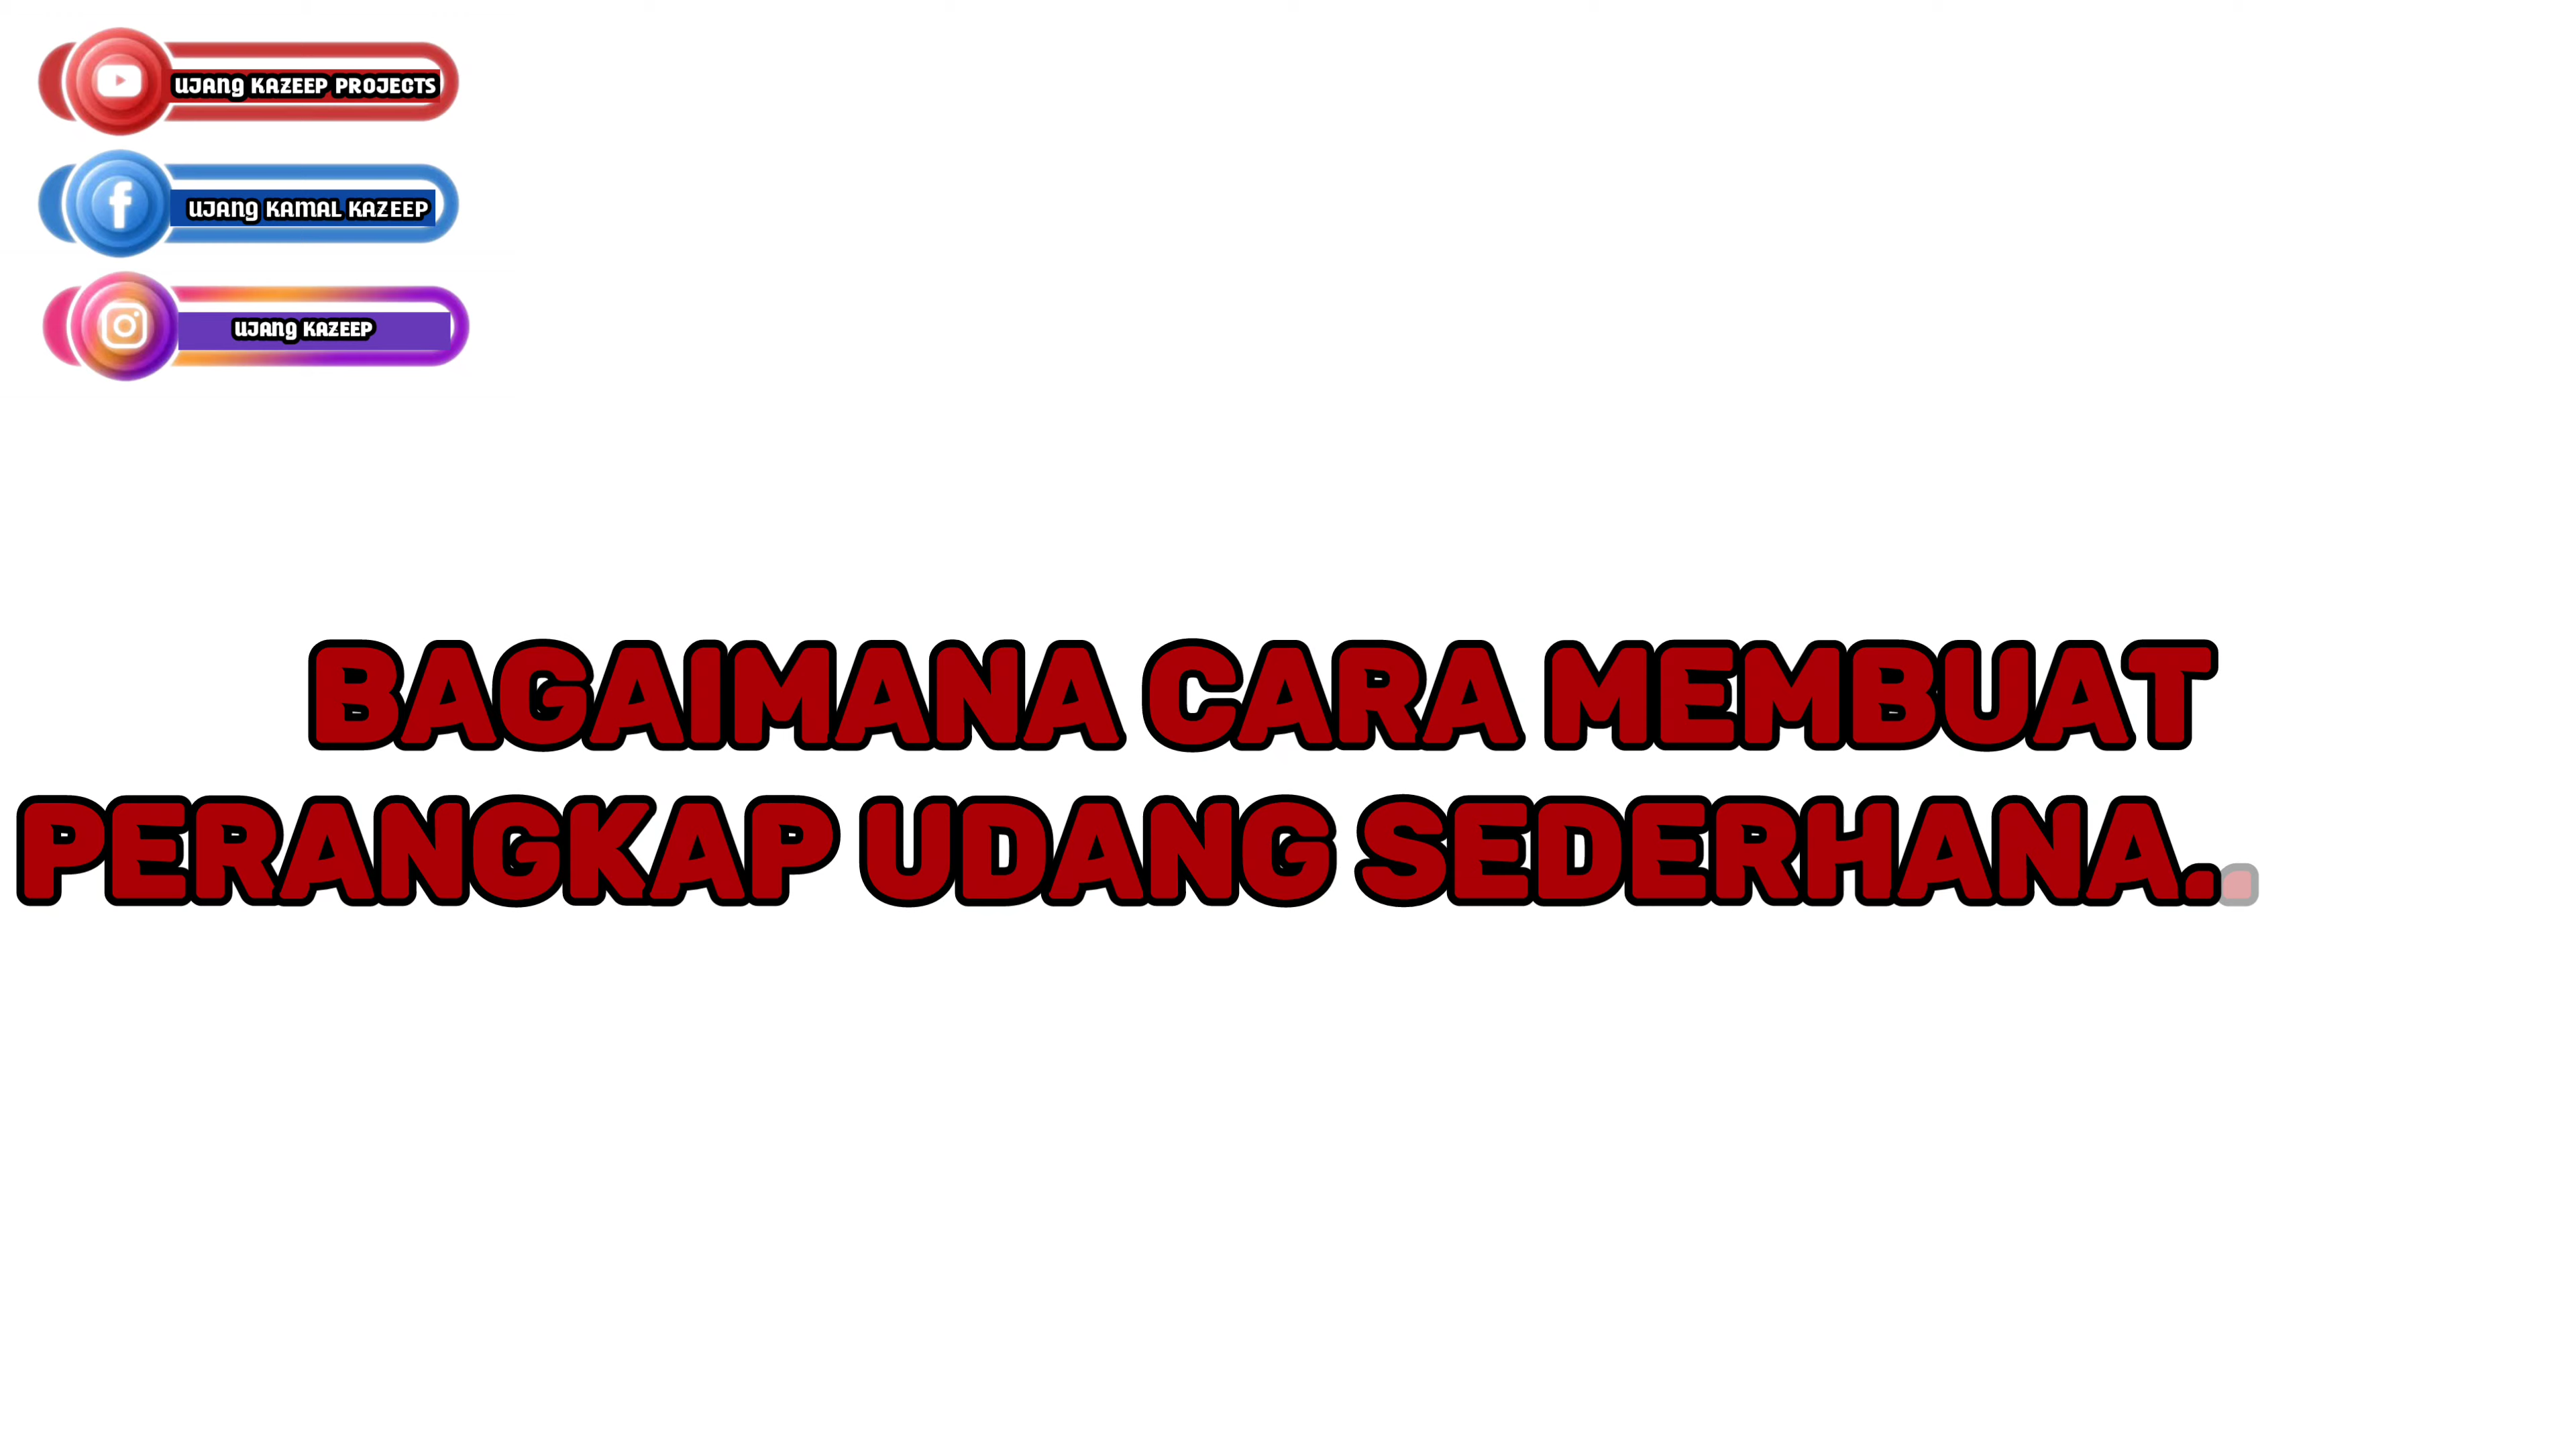 UJANG KAZEEP PROJECTS
UJANG KAMAL KAZEEP
UJANG KAZEEP
BAGAIMANA CARA MEMBUAT
PERANGKAP UDANG SEDERHANA..